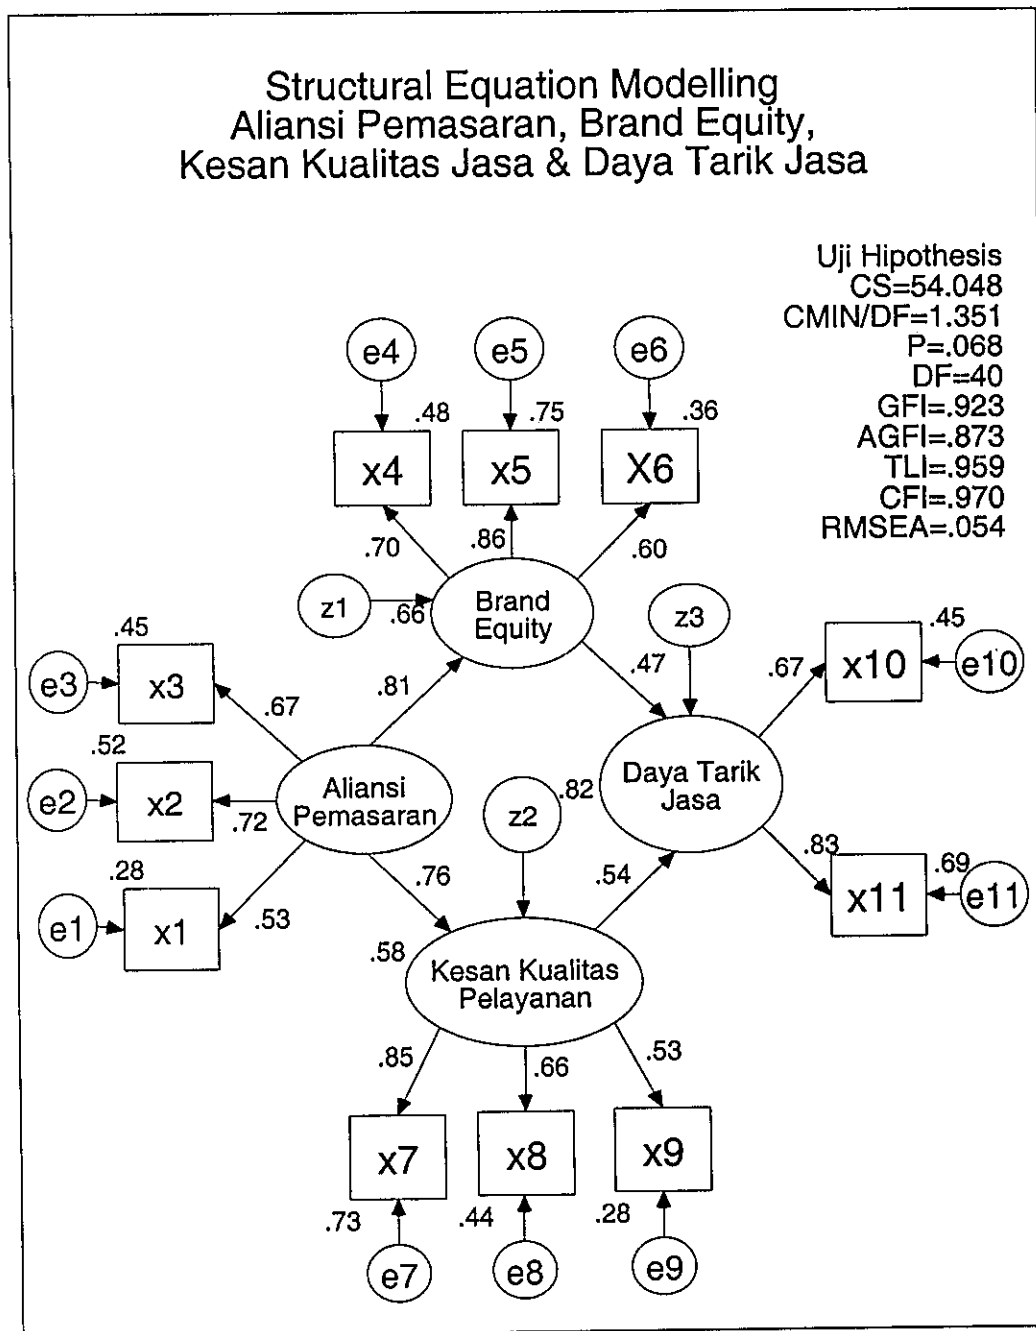 Structural Equation Modelling
Aliansi Pemasaran, Brand Equity,
Kesan Kualitas Jasa & Daya Tarik Jasa
Uji Hipothesis
CS=54.048
CMIN/DF=1.351
P=.068
DF=40
GFI=.923
AGFI=.873
TLI=.959
CFI=.970
RMSEA=.054
e4
e5
e6
.48
.75
.36
x4
x5
X6
.70
.86
.60
z1
.66
Brand
Equity
z3
.45
.45
e3
x3
.67
.81
.47
.67
x10
e10
.52
e2
x2
.72
Aliansi
Pemasaran
z2
.82
Daya Tarik
Jasa
.28
e1
x1
.53
.76
.54
.83
.69
x11
e11
.58
Kesan Kualitas
Pelayanan
.85
.66
.53
x7
x8
x9
.73
.44
.28
e7
e8
e9